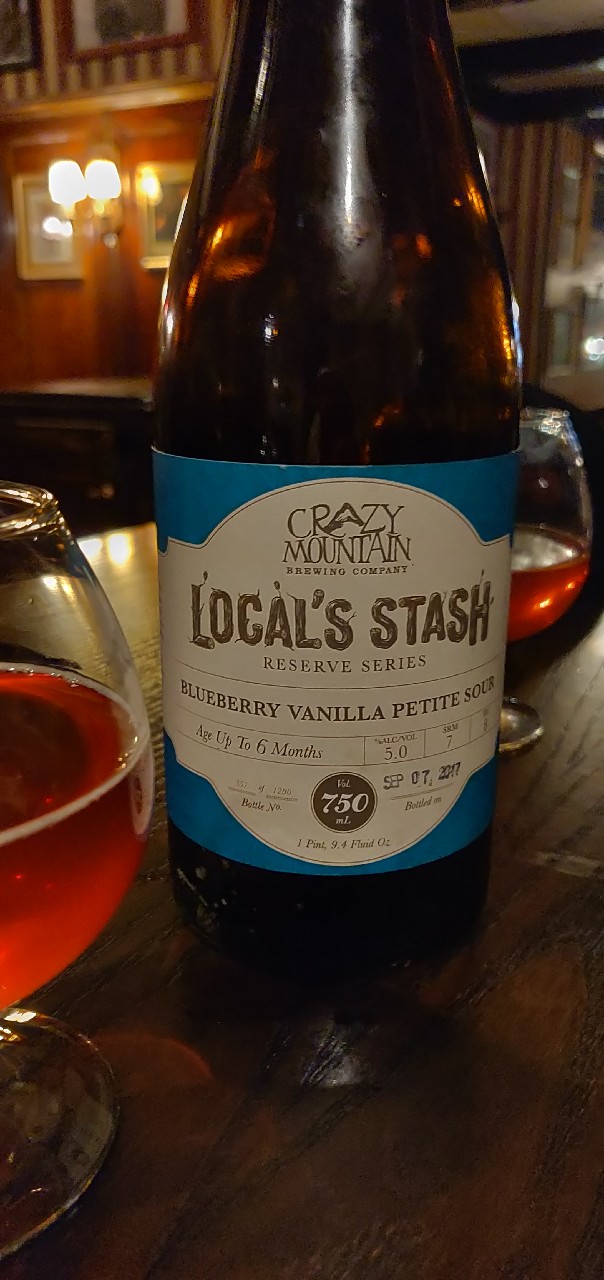 CRAZY
MOUNTAIN
BREWING COMPANY
LOCAL'S STASH
RESERVE SERIES
BLUEBERRY VANILLA PETITE SOUR
Age Up To 6 Months
%ALC/VOL
5.0
SRM
7
of 1280
Bottle No.
Vol.
750
mL
SEP 07, 2017
Bottled on
1 Pint, 9.4 Fluid Oz